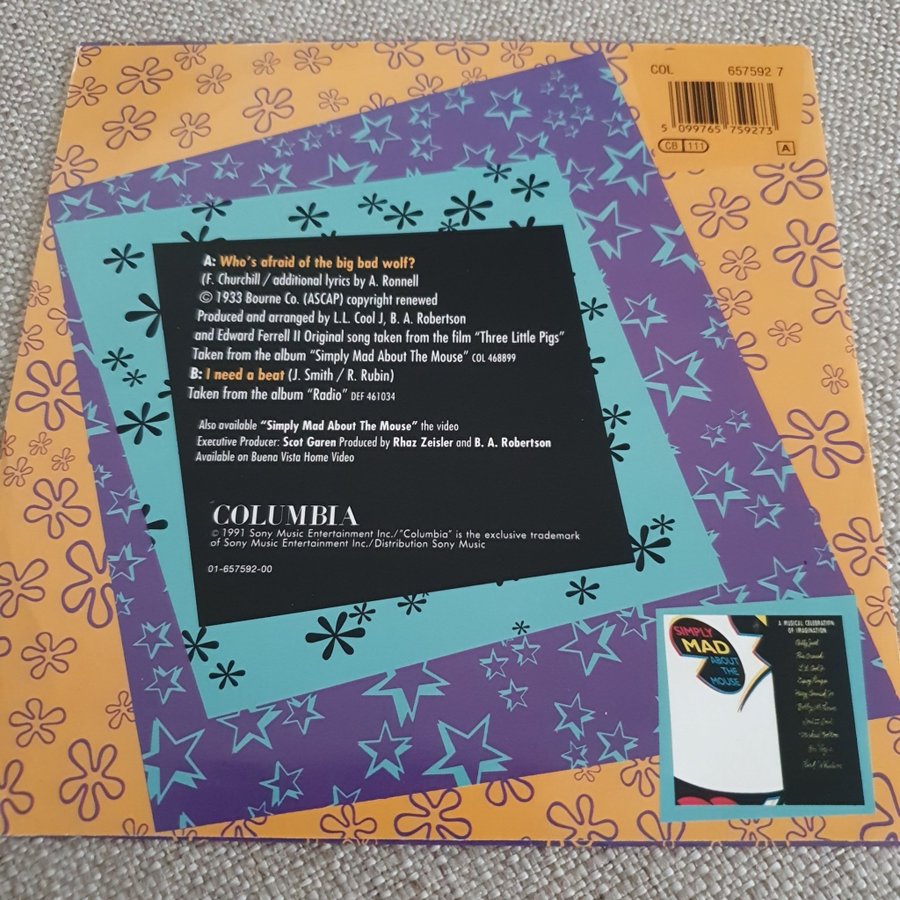 COL 657592 7
5 099765 759273
CB 111
A
A: Who's afraid of the big bad wolf?
(F. Churchill / additional lyrics by A. Ronnell
© 1933 Bourne Co. (ASCAP) copyright renewed
Produced and arranged by L.L. Cool J, B. A. Robertson
and Edward Ferrell II Original song taken from the film "Three Little Pigs"
Taken from the album "Simply Mad About The Mouse" COL 468899
B: I need a beat (J. Smith / R. Rubin)
Taken from the album "Radio" DEF 461034
Also available "Simply Mad About The Mouse" the video
Executive Producer: Scot Garen Produced by Rhaz Zeisler and B. A. Robertson
Available on Buena Vista Home Video
COLUMBIA
© 1991 Sony Music Entertainment Inc./"Columbia" is the exclusive trademark
of Sony Music Entertainment Inc./Distribution Sony Music
01-657592-00
SIMPLY
MAD
ABOUT
THE
MOUSE
A MUSICAL CELEBRATION
OF IMAGINATION
Billy Joel